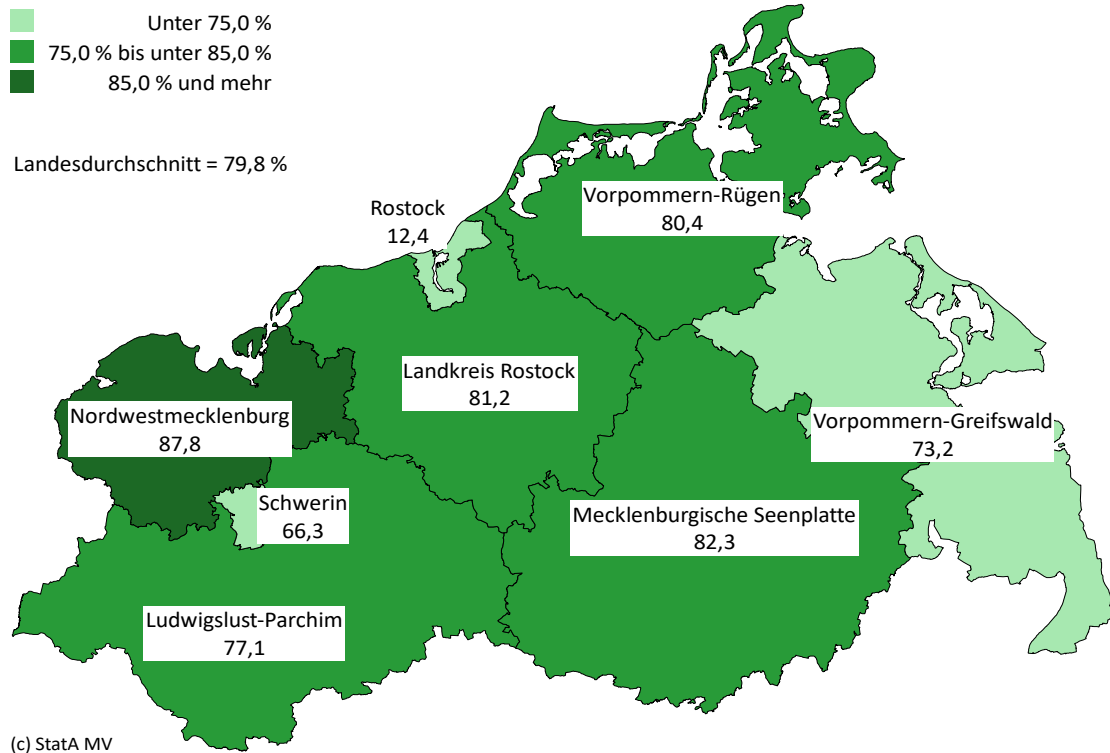 Unter 75,0 %
75,0 % bis unter 85,0 %
85,0 % und mehr
Landesdurchschnitt = 79,8 %
Vorpommern-Rügen
80,4
Rostock
12,4
Landkreis Rostock
81,2
Nordwestmecklenburg
87,8
Vorpommern-Greifswald
73,2
Schwerin
66,3
Mecklenburgische Seenplatte
82,3
Ludwigslust-Parchim
77,1
(c) StatA MV